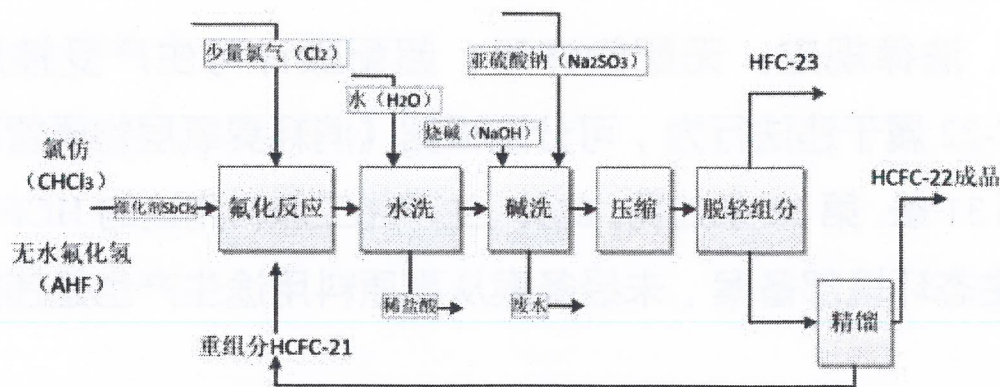 少量氯气（Cl2）
亚硫酸钠（Na2SO3）
HFC-23
水（H2O）
烧碱（NaOH）
氯仿
（CHCl3）
HCFC-22成品
催化剂SbCl5
氟化反应
水洗
碱洗
压缩
脱轻组分
无水氟化氢
（AHF）
稀盐酸
废水
精馏
重组分HCFC-21